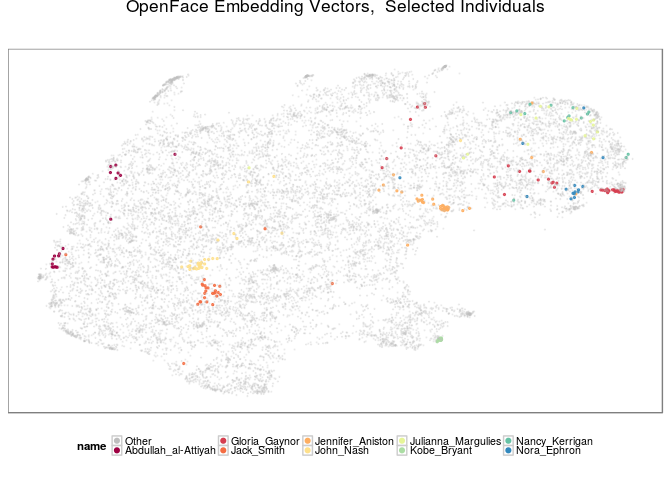 OpenFace Embedding Vectors,  Selected Individuals
name
Other Gloria_Gaynor Jennifer_Aniston Julianna_Margulies Nancy_Kerrigan
Abdullah_al-Attiyah Jack_Smith John_Nash Kobe_Bryant Nora_Ephron